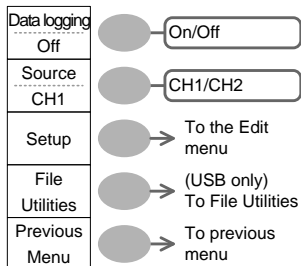 Data logging
Off
On/Off
Source
CH1
CH1/CH2
Setup
To the Edit
menu
File
Utilities
(USB only)
To File Utilities
Previous
Menu
To previous
menu